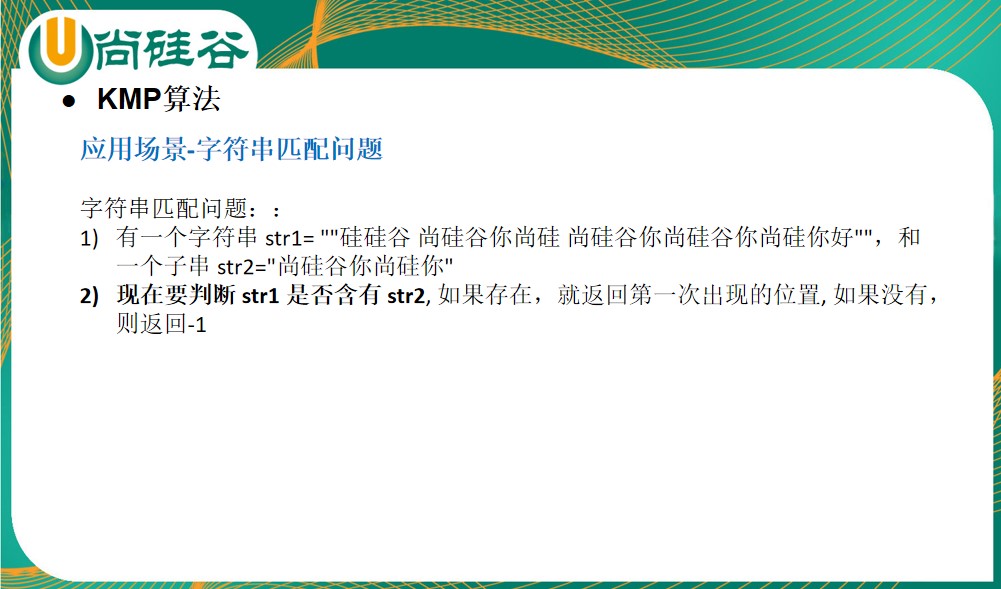 尚硅谷
● KMP算法
应用场景-字符串匹配问题
字符串匹配问题：：
1) 有一个字符串 str1= ""硅硅谷 尚硅谷你尚硅 尚硅谷你尚硅谷你尚硅你好""，和
一个子串 str2="尚硅谷你尚硅你"
2) 现在要判断 str1 是否含有 str2, 如果存在，就返回第一次出现的位置, 如果没有，
则返回-1